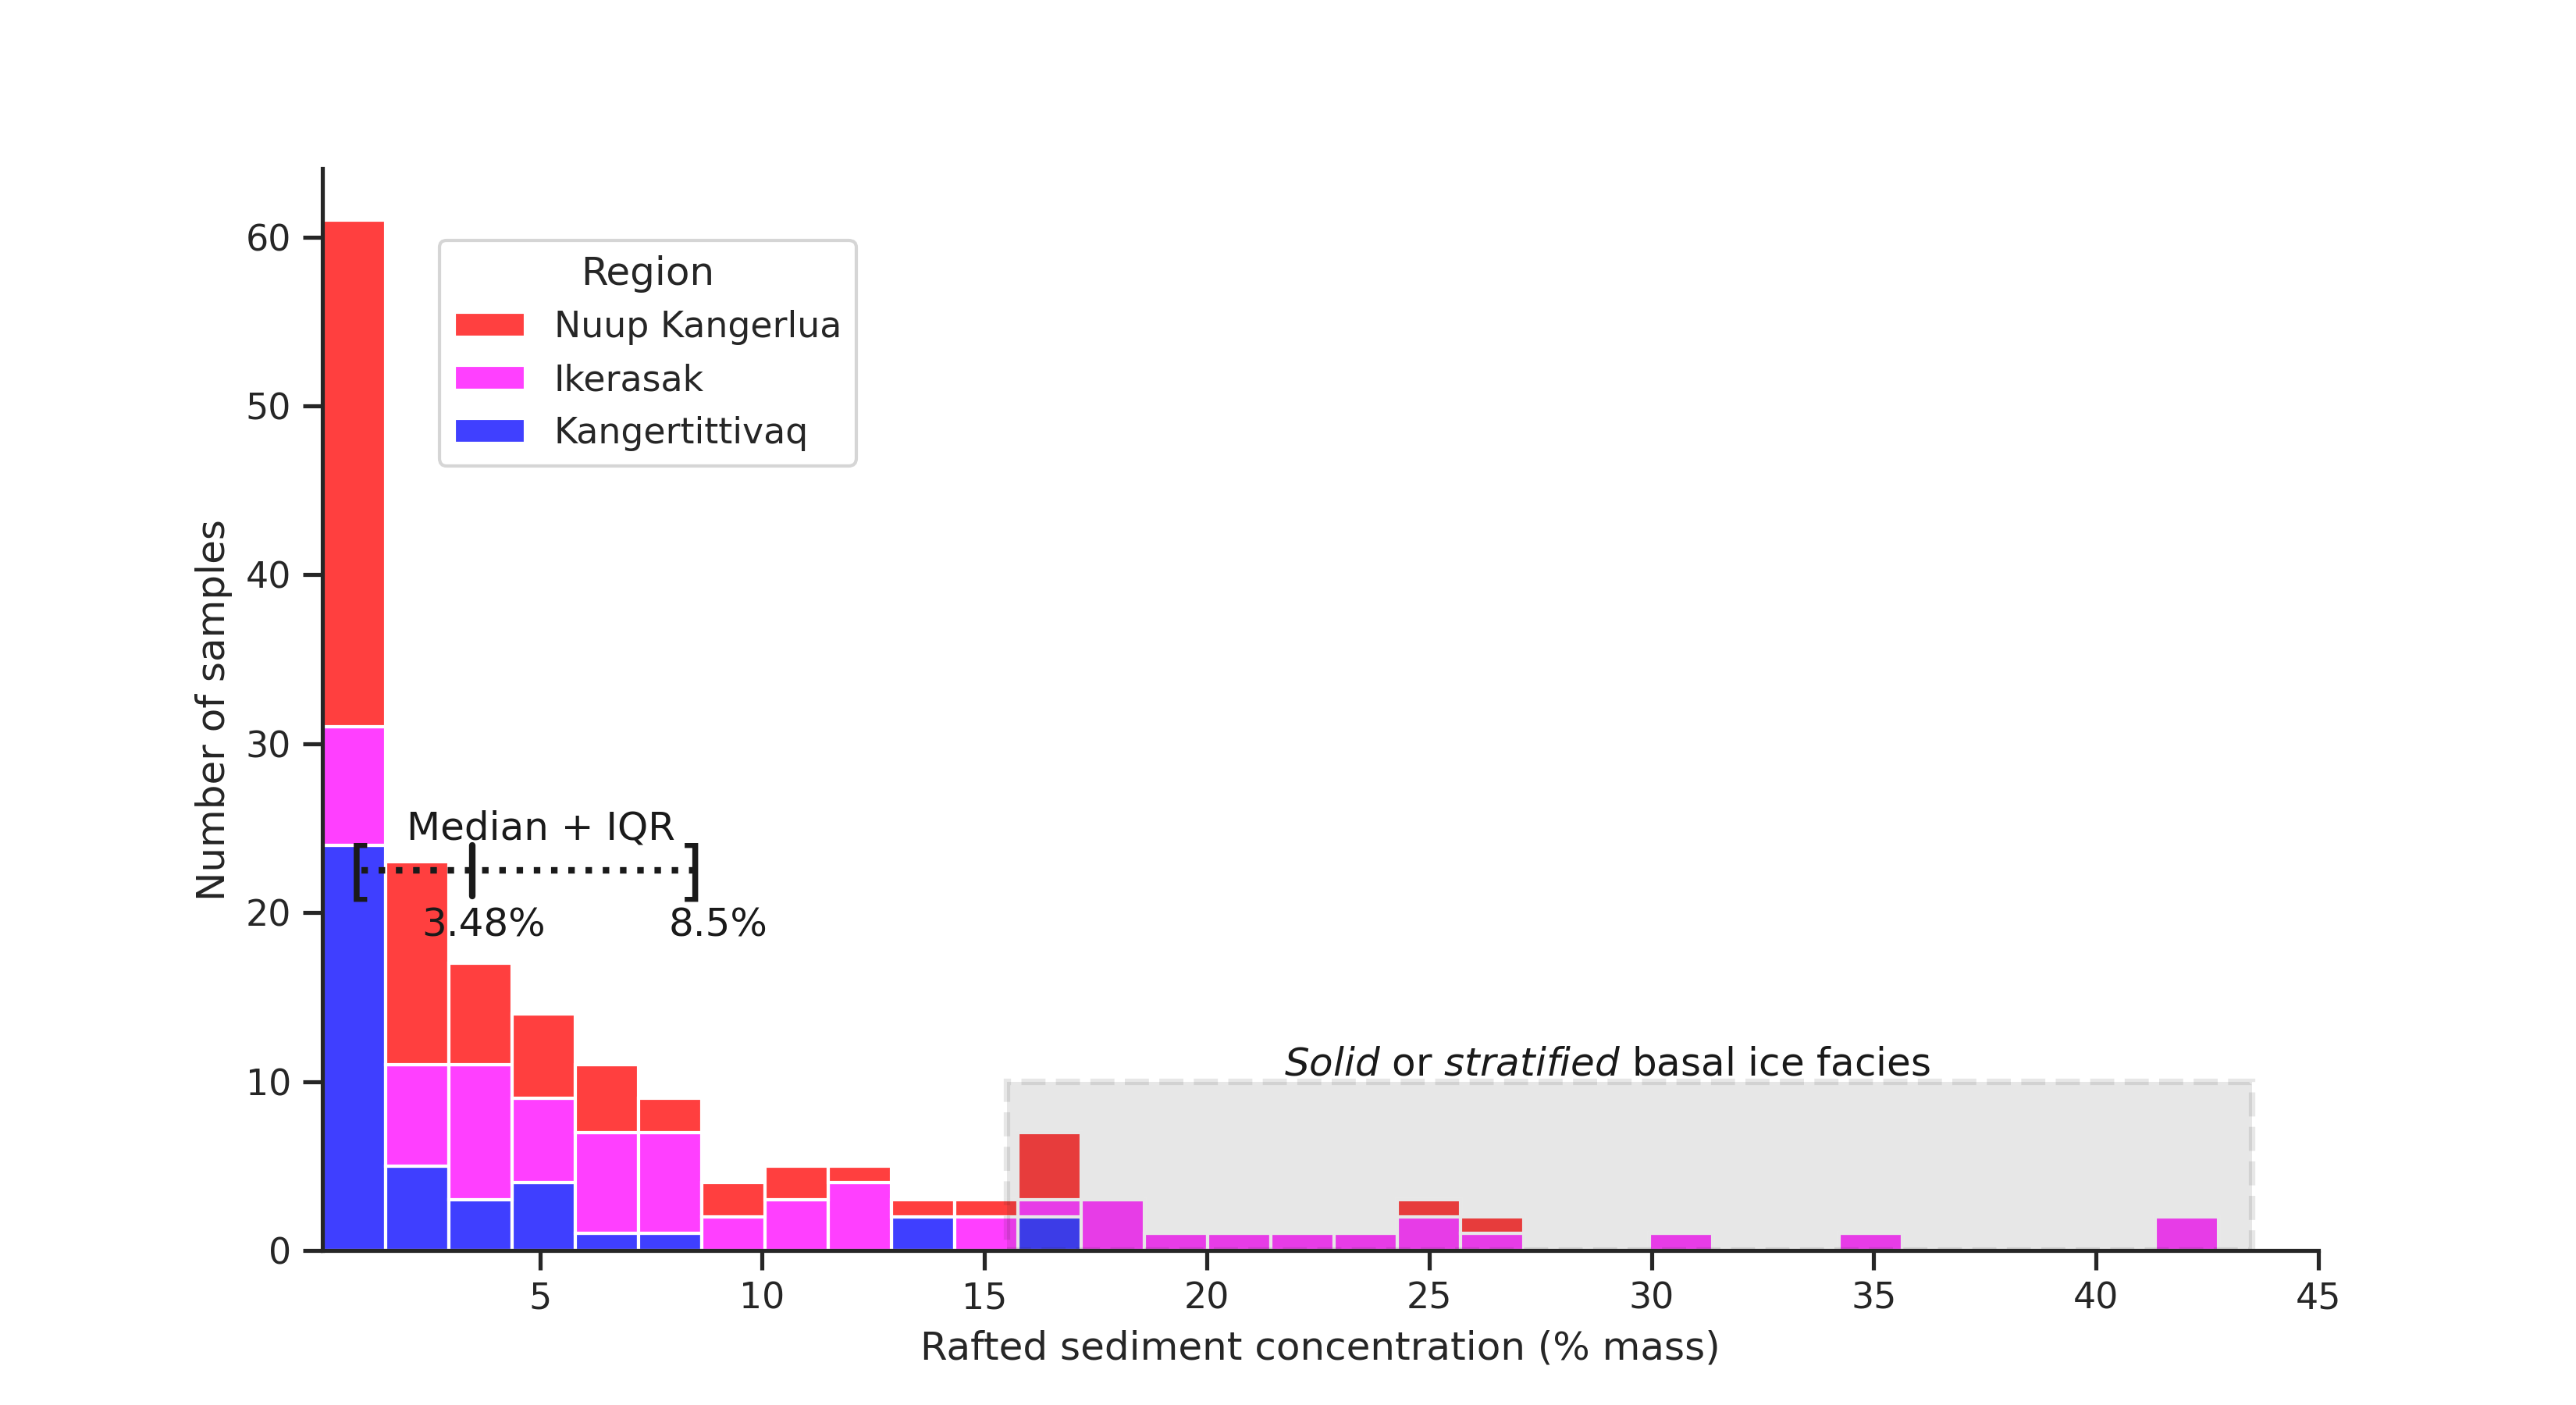 Region
Nuup Kangerlua
Ikerasak
Kangertittivaq
60
50
40
30
20
10
0
Number of samples
Median + IQR
3.48%
8.5%
Solid or stratified basal ice facies
5
10
15
20
25
30
35
40
45
Rafted sediment concentration (% mass)